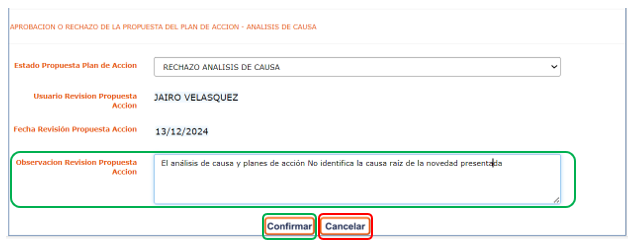 APROBACION O RECHAZO DE LA PROPUESTA DEL PLAN DE ACCION - ANALISIS DE CAUSA
Estado Propuesta Plan de Accion
RECHAZO ANALISIS DE CAUSA
Usuario Revision Propuesta
Accion
JAIRO VELASQUEZ
Fecha Revisión Propuesta Accion
13/12/2024
Observacion Revision Propuesta
Accion
El análisis de causa y planes de acción No identifica la causa raíz de la novedad presentada
Confirmar
Cancelar